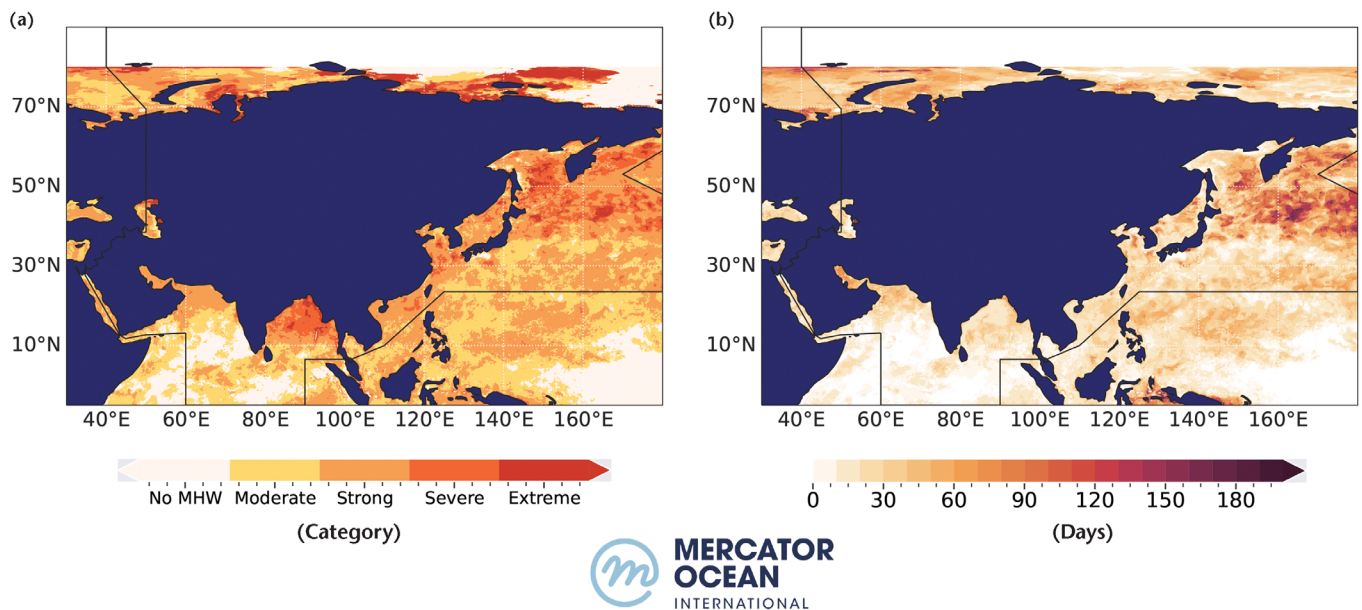 (a)
70°N
50°N
30°N
10°N
40°E 60°E 80°E 100°E 120°E 140°E 160°E
No MHW Moderate Strong Severe Extreme
(Category)
(b)
70°N
50°N
30°N
10°N
40°E 60°E 80°E 100°E 120°E 140°E 160°E
0 30 60 90 120 150 180
(Days)
MERCATOR
OCEAN
INTERNATIONAL